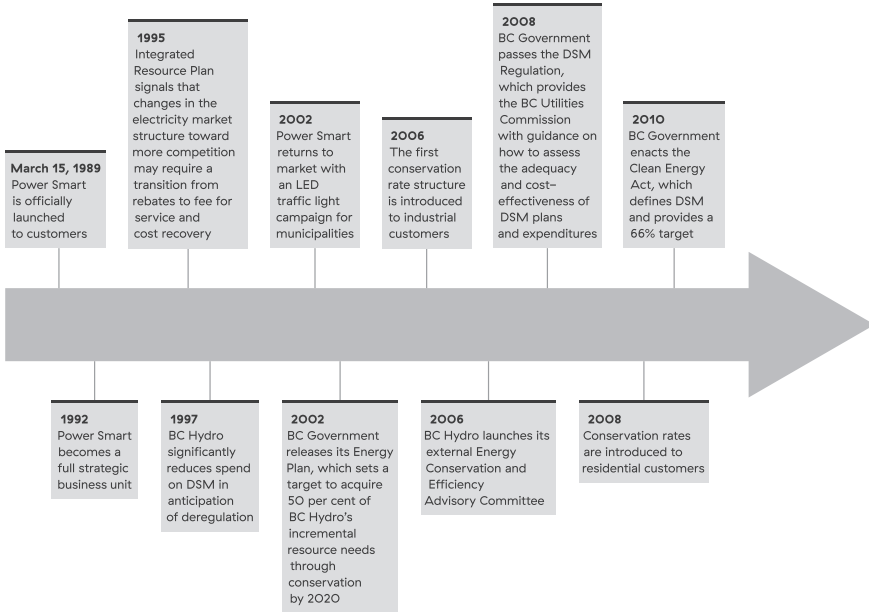 March 15, 1989
Power Smart
is officially
launched
to customers
1995
Integrated
Resource Plan
signals that
changes in the
electricity market
structure toward
more competition
may require a
transition from
rebates to fee for
service and
cost recovery
2002
Power Smart
returns to
market with
an LED
traffic light
campaign for
municipalities
2006
The first
conservation
rate structure
is introduced
to industrial
customers
2008
BC Government
passes the DSM
Regulation,
which provides
the BC Utilities
Commission
with guidance on
how to assess
the adequacy
and cost–
effectiveness of
DSM plans
and expenditures
2010
BC Government
enacts the
Clean Energy
Act, which
defines DSM
and provides a
66% target
1992
Power Smart
becomes a
full strategic
business unit
1997
BC Hydro
significantly
reduces spend
on DSM in
anticipation
of deregulation
2002
BC Government
releases its Energy
Plan, which sets a
target to acquire
50 per cent of
BC Hydro's
incremental
resource needs
through
conservation
by 2020
2006
BC Hydro launches its
external Energy
Conservation and
Efficiency
Advisory Committee
2008
Conservation rates
are introduced to
residential customers